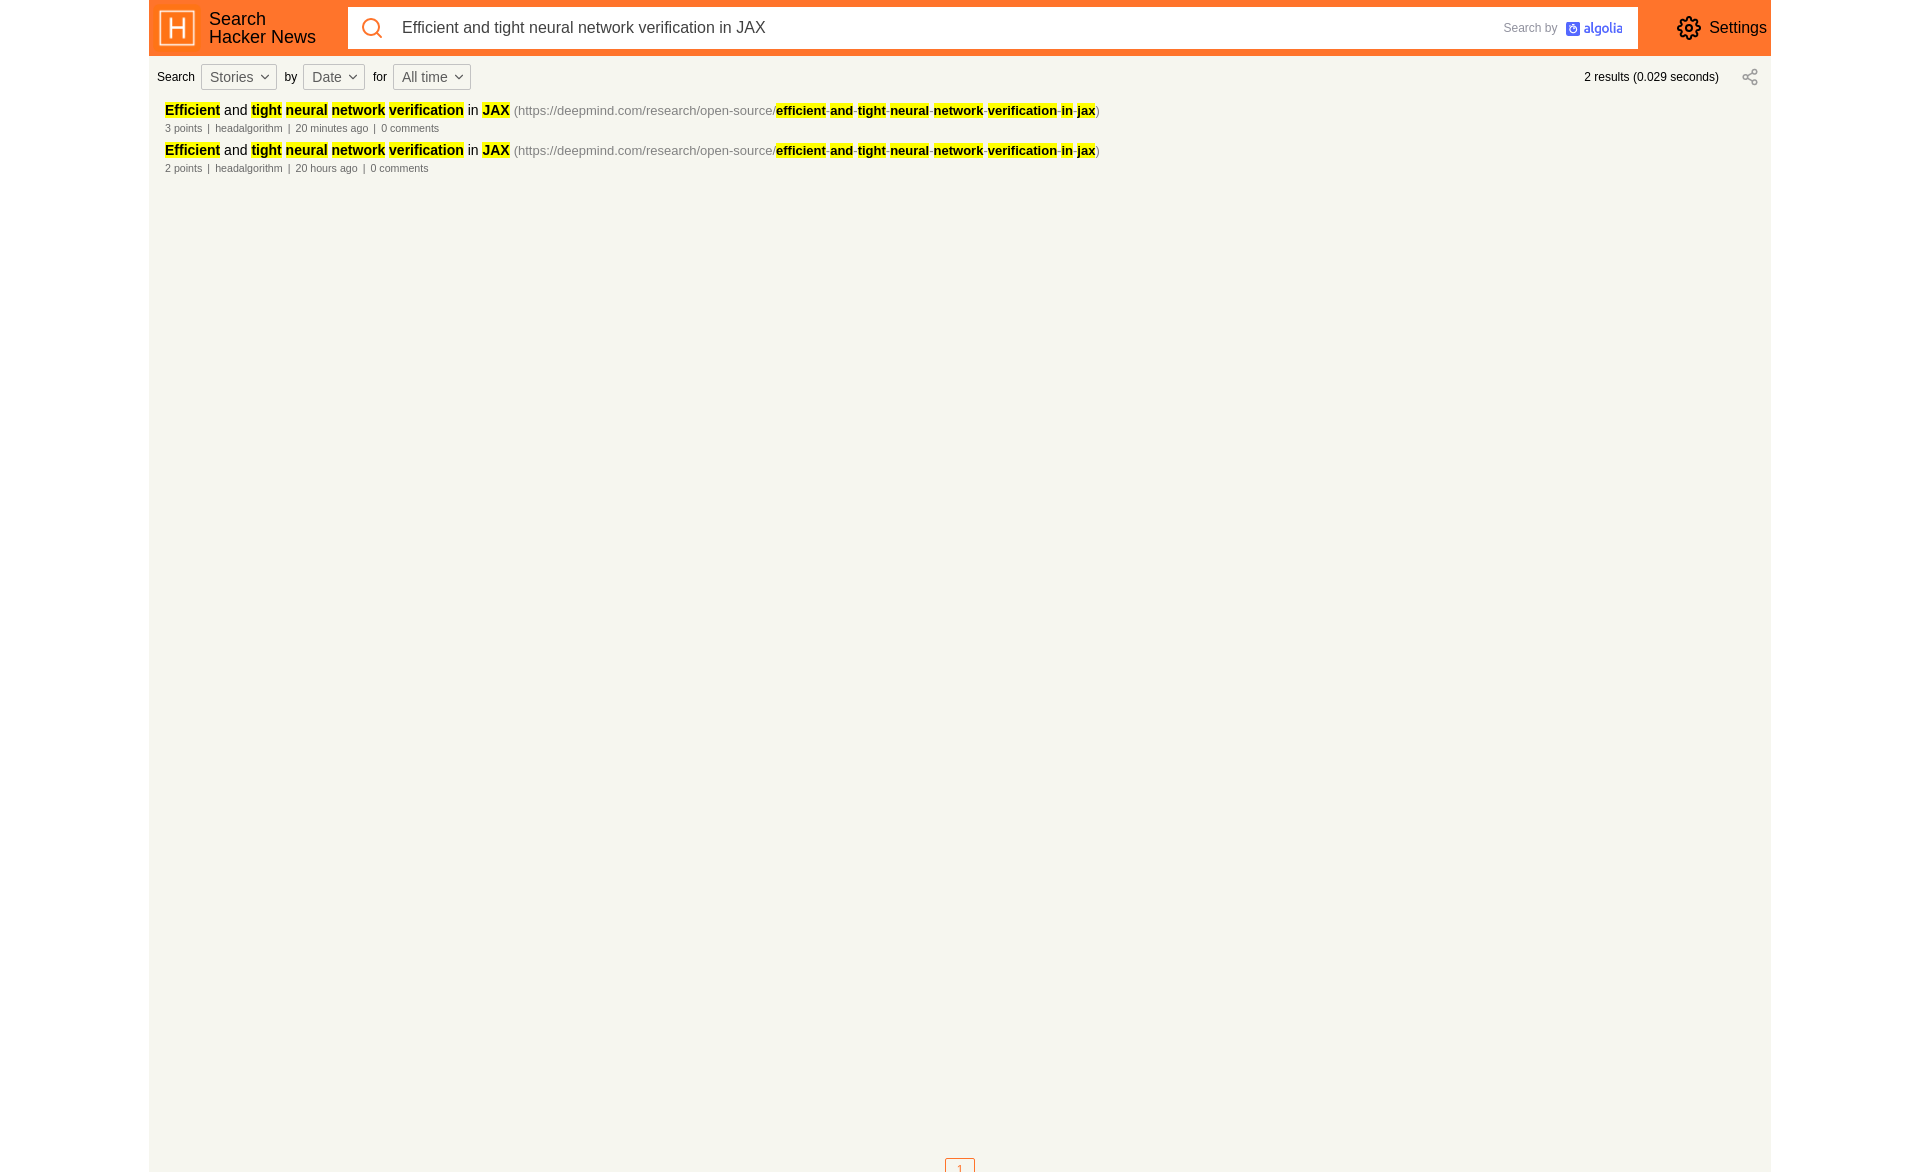 H Search Hacker News Efficient and tight neural network verification in JAX Search by algolia Settings
Search Stories by Date for All time 2 results (0.029 seconds)
Efficient and tight neural network verification in JAX (https://deepmind.com/research/open-source/efficient-and-tight-neural-network-verification-in-jax)
3 points | headalgorithm | 20 minutes ago | 0 comments
Efficient and tight neural network verification in JAX (https://deepmind.com/research/open-source/efficient-and-tight-neural-network-verification-in-jax)
2 points | headalgorithm | 20 hours ago | 0 comments
1